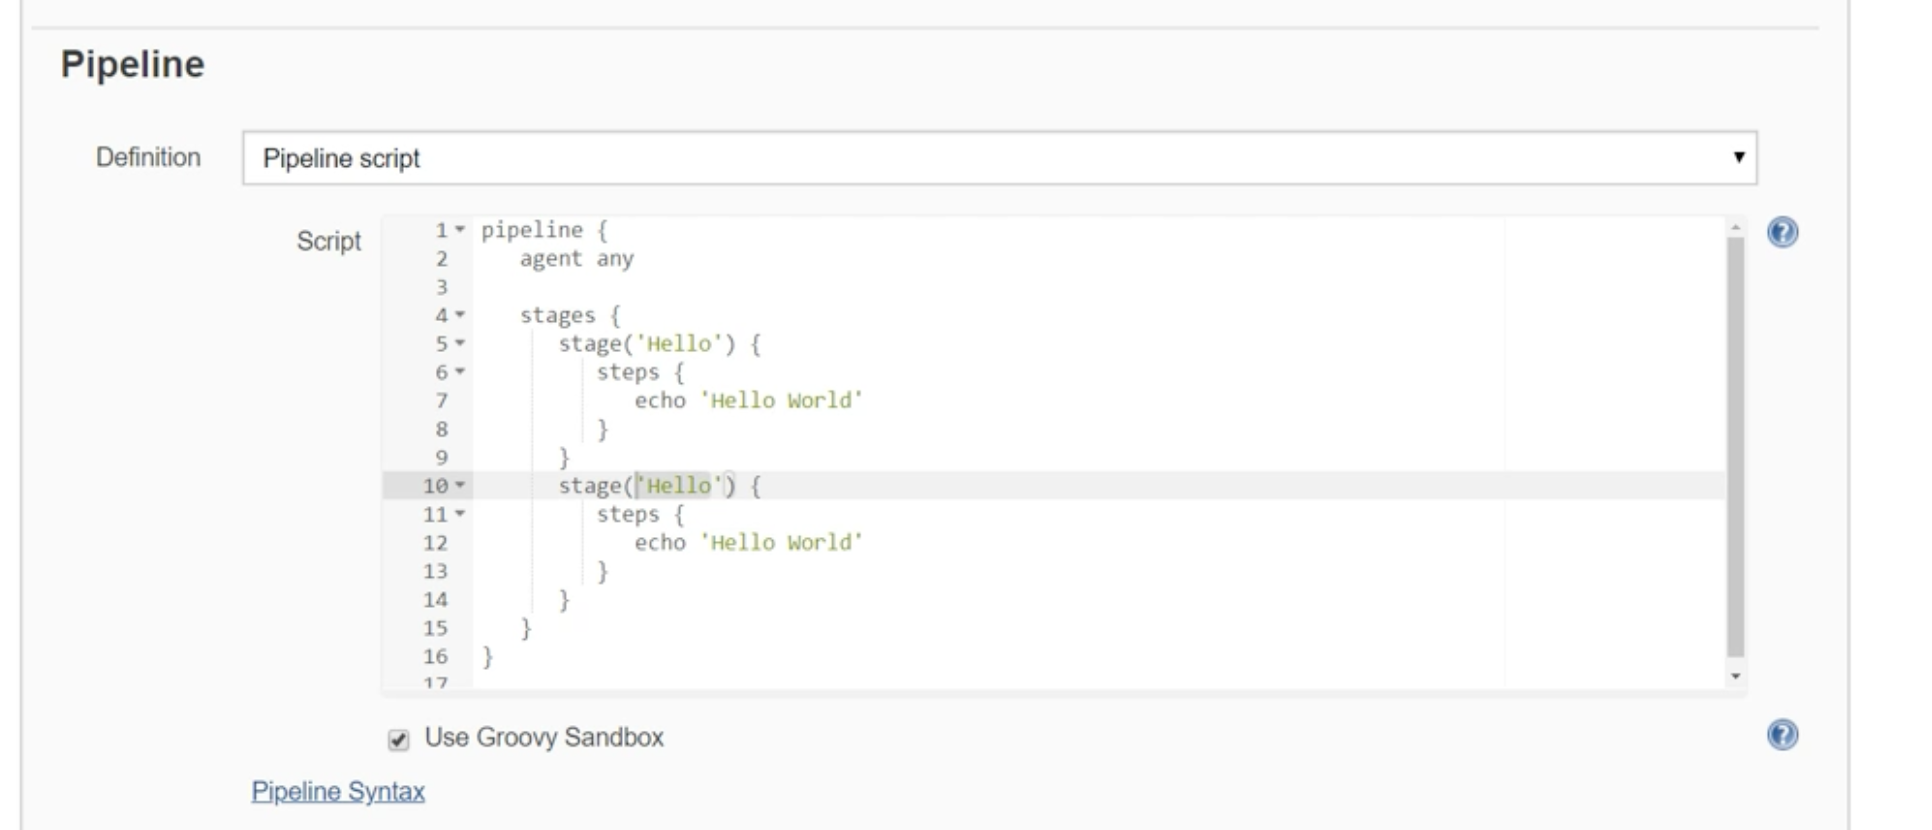 Pipeline
Definition Pipeline script
Script
1 pipeline {
2 agent any
3
4 stages {
5 stage('Hello') {
6 steps {
7 echo 'Hello World'
8 }
9 }
10 stage('Hello') {
11 steps {
12 echo 'Hello World'
13 }
14 }
15 }
16 }
17
Use Groovy Sandbox
Pipeline Syntax